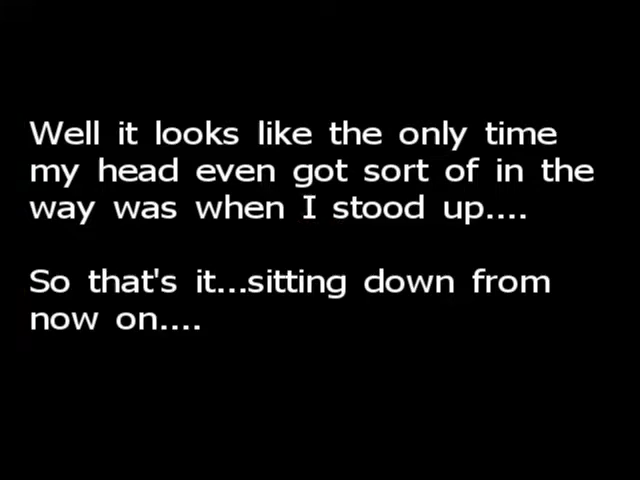 Well it looks like the only time
my head even got sort of in the
way was when I stood up....
So that's it...sitting down from
now on....